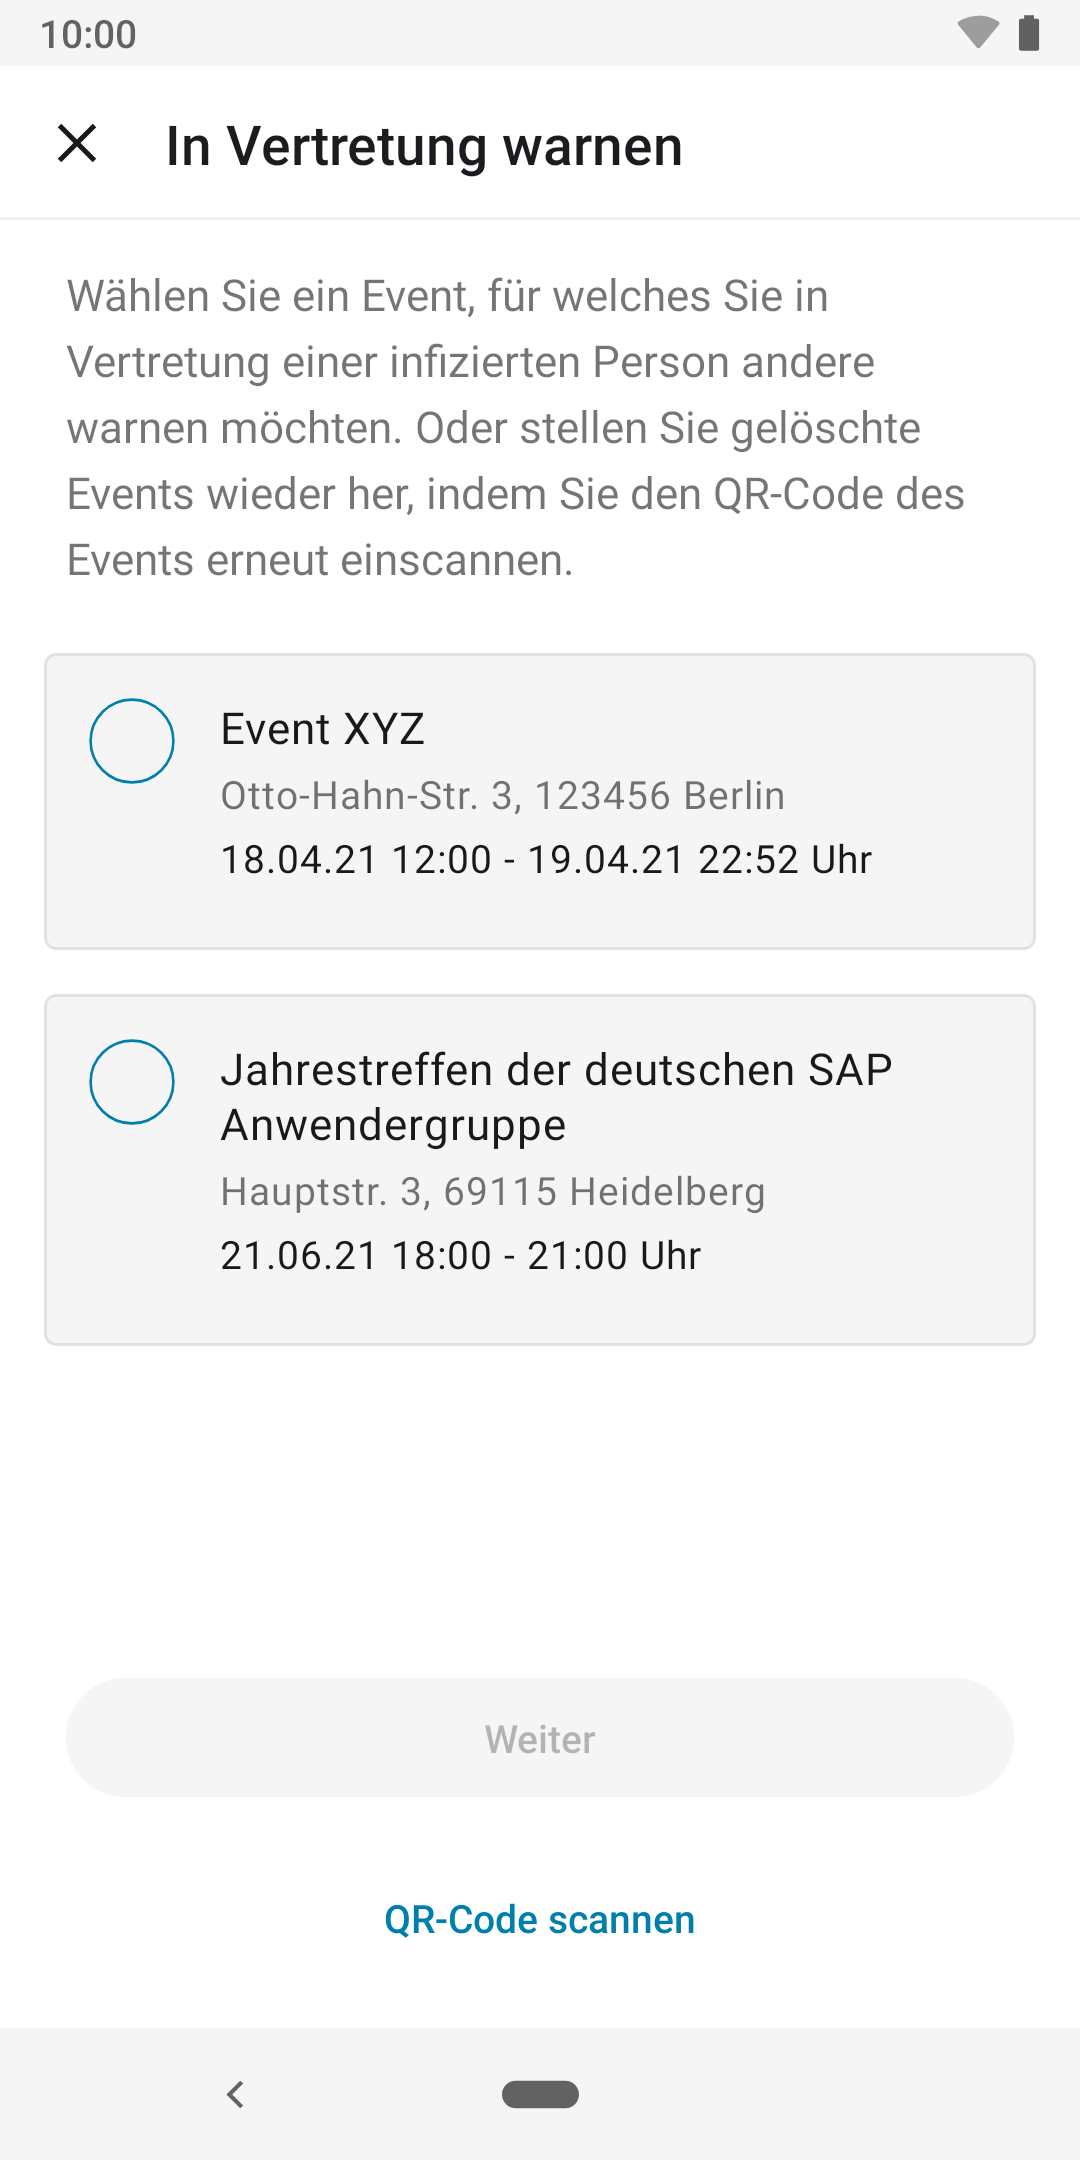 10:00
In Vertretung warnen
Wählen Sie ein Event, für welches Sie in
Vertretung einer infizierten Person andere
warnen möchten. Oder stellen Sie gelöschte
Events wieder her, indem Sie den QR-Code des
Events erneut einscannen.
Event XYZ
Otto-Hahn-Str. 3, 123456 Berlin
18.04.21 12:00 - 19.04.21 22:52 Uhr
Jahrestreffen der deutschen SAP
Anwendergruppe
Hauptstr. 3, 69115 Heidelberg
21.06.21 18:00 - 21:00 Uhr
Weiter
QR-Code scannen